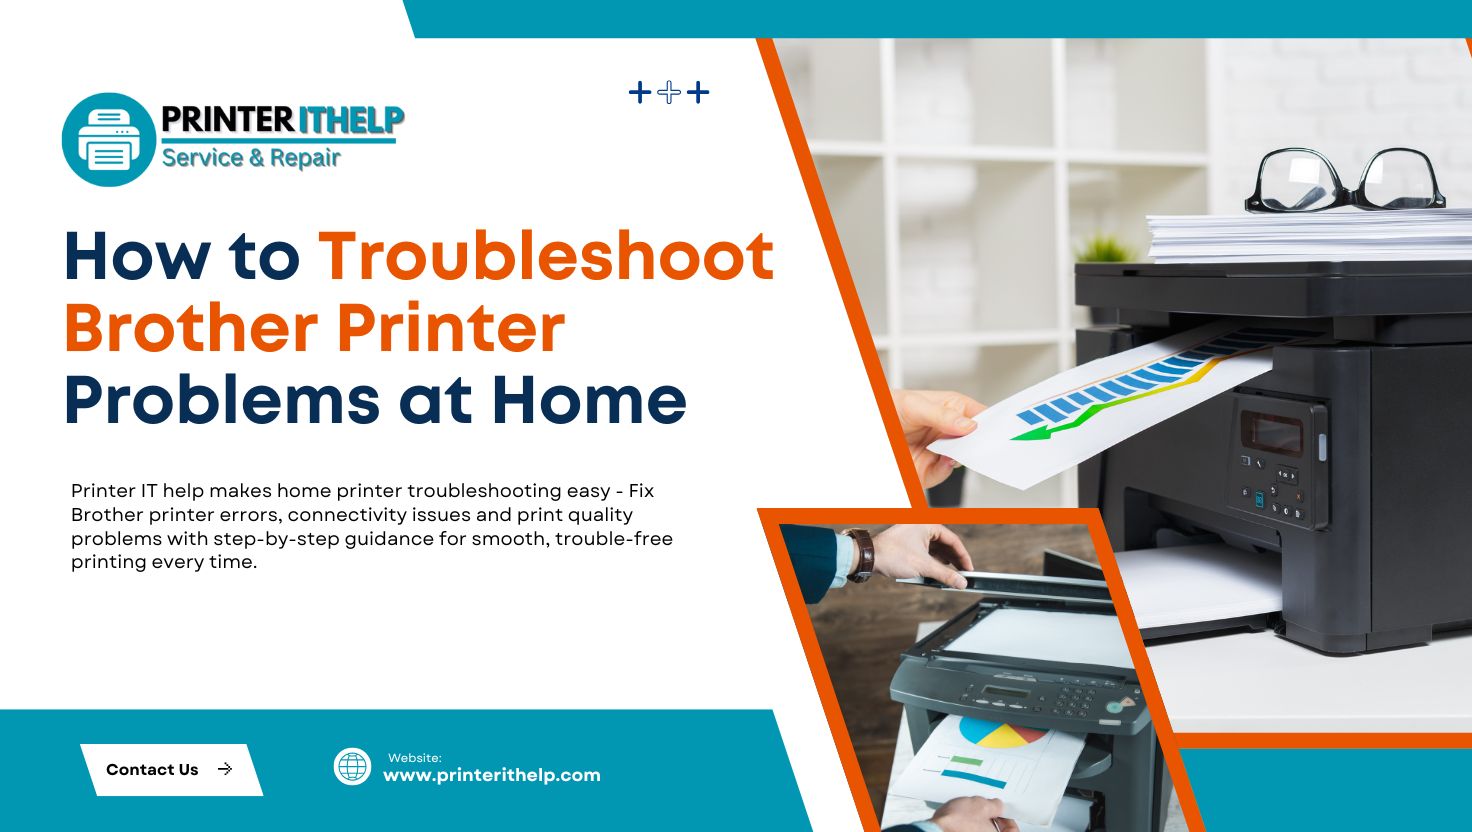 PRINTER ITHELP
Service & Repair
How to Troubleshoot
Brother Printer
Problems at Home
Printer IT help makes home printer troubleshooting easy - Fix
Brother printer errors, connectivity issues and print quality
problems with step-by-step guidance for smooth, trouble-free
printing every time.
Contact Us
Website:
www.printerithelp.com